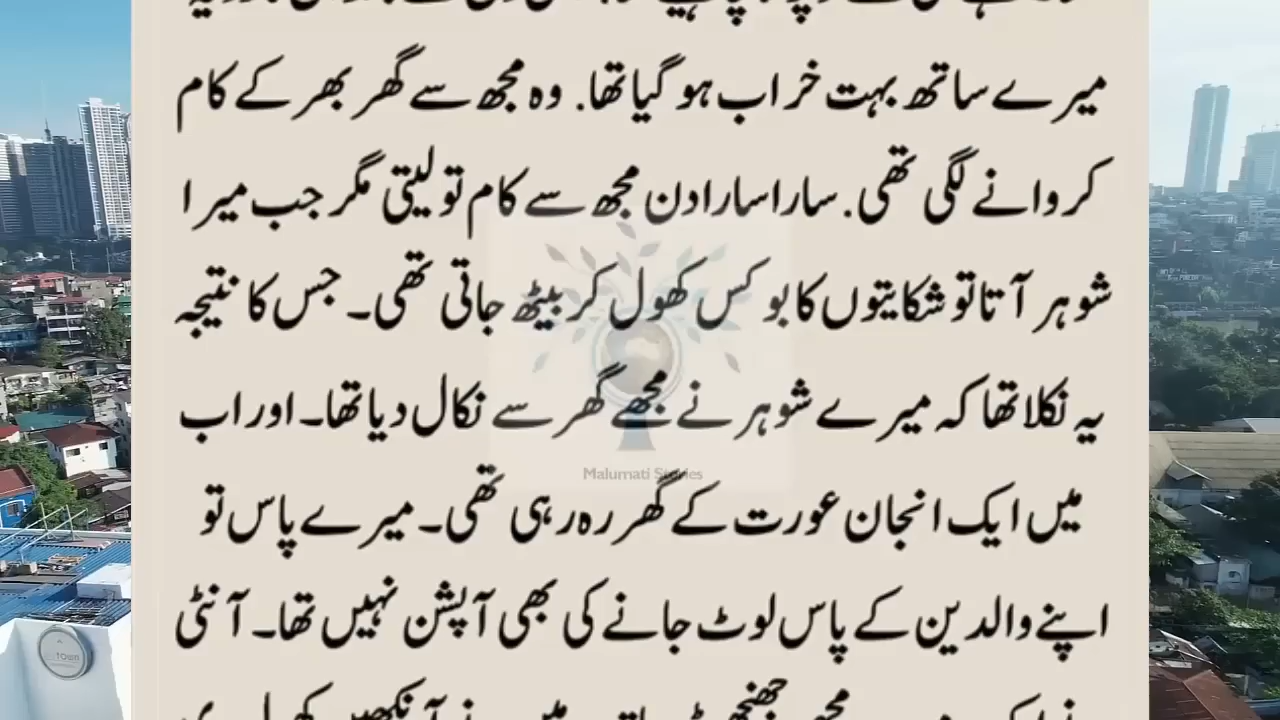 میرے ساتھ بہت خراب ہو گیا تھا. وہ مجھ سے گھر بھر کے کام
کروانے لگی تھی. سارا سارا دن مجھ سے کام تو لیتی مگر جب میرا
شوہر آتا تو شکایتوں کا بوکس کھول کر بیٹھ جاتی تھی۔ جس کا نتیجہ
یہ نکلا تھا کہ میرے شوہر نے مجھے گھر سے نکال دیا تھا۔ اور اب
Malumati Stories
میں ایک انجان عورت کے گھر رہ رہی تھی۔ میرے پاس تو
اپنے والدین کے پاس لوٹ جانے کی بھی آپشن نہیں تھا۔ آنٹی